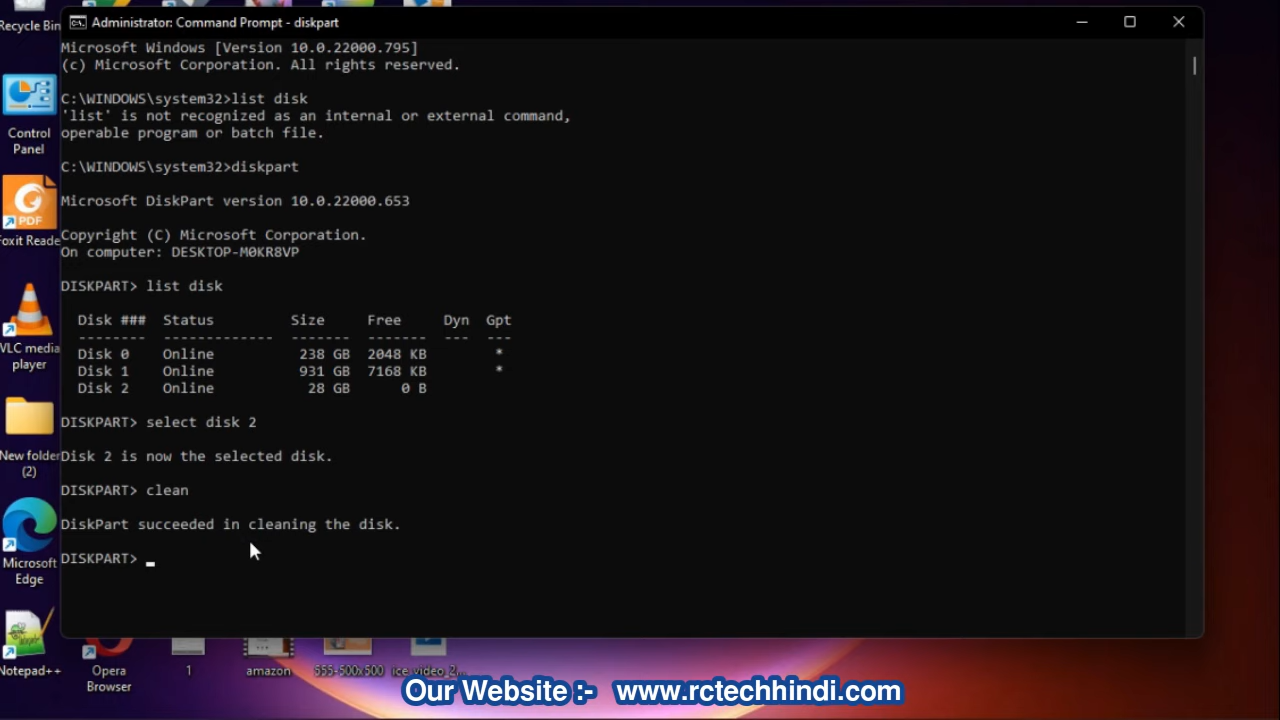 Administrator: Command Prompt - diskpart
Microsoft Windows [Version 10.0.22000.795]
(c) Microsoft Corporation. All rights reserved.
C:\WINDOWS\system32>list disk
'list' is not recognized as an internal or external command,
operable program or batch file.
C:\WINDOWS\system32>diskpart
Microsoft DiskPart version 10.0.22000.653
Copyright (C) Microsoft Corporation.
On computer: DESKTOP-M0KR8VP
DISKPART> list disk
Disk ### Status Size Free Dyn Gpt
-------- ------------- ------- ------- --- ---
Disk 0 Online 238 GB 2048 KB *
Disk 1 Online 931 GB 7168 KB *
Disk 2 Online 28 GB 0 B
DISKPART> select disk 2
Disk 2 is now the selected disk.
DISKPART> clean
DiskPart succeeded in cleaning the disk.
DISKPART>
Recycle Bin
Control
Panel
PDF
Foxit Reade
VLC media
player
New folder
(2)
Microsoft
Edge
Notepad++
Opera
Browser
1
amazon
555-500x500
ice_video_2...
Our Website :- www.rctechhindi.com